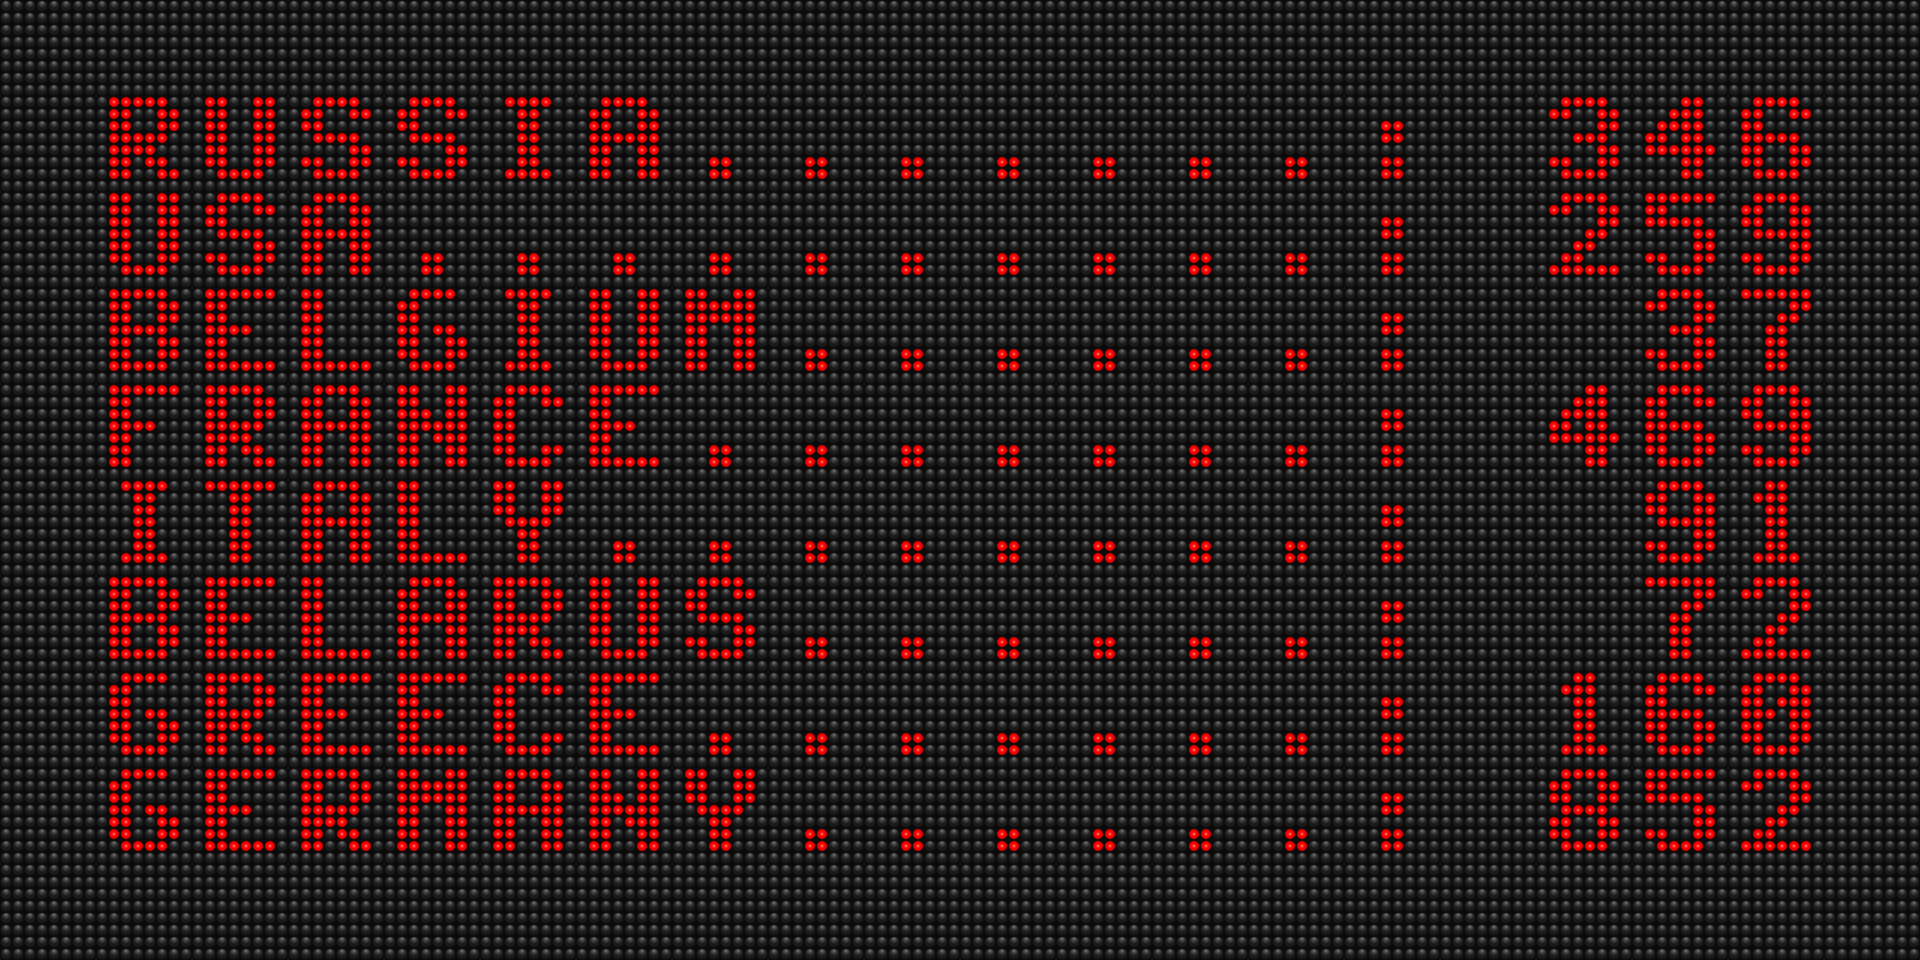 RUSSIA.......: 346
USA..........: 259
BELGIUM......:  37
FRANCE.......: 469
ITALY........:  91
BELARUS......:  72
GREECE.......: 160
GERMANY......: 852